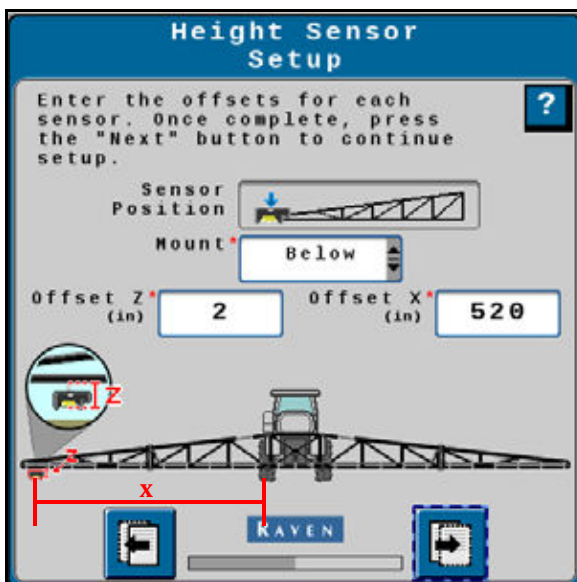 Height Sensor
Setup
Enter the offsets for each
sensor. Once complete, press
the "Next" button to continue
setup.
?
Sensor
Position
Mount*
Below
Offset Z*
(in)
2
Offset X*
(in)
520
Z
Z
X
RAVEN